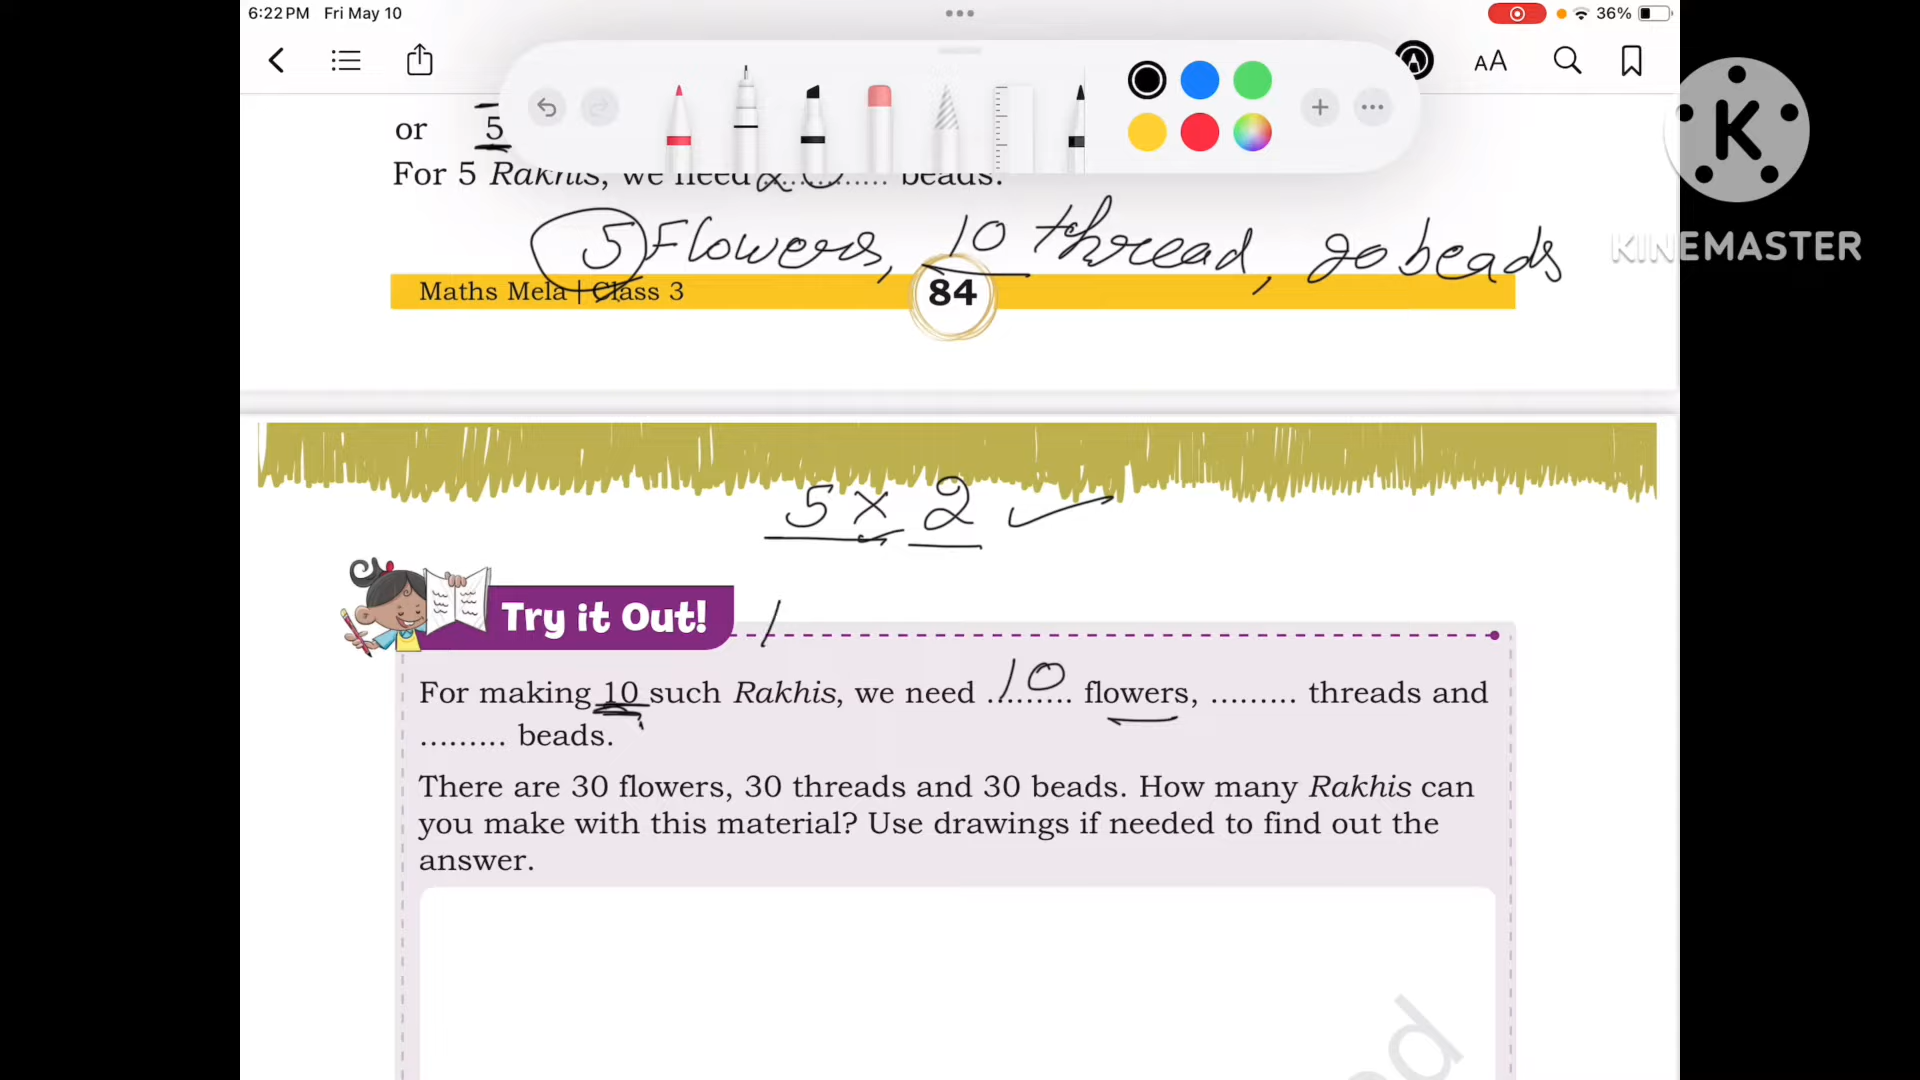 6:22 PM Fri May 10
36%
AA
K
KINEMASTER
or 5
For 5 Rakhis, we need 20 beads.
5 Flowers, 10 thread, 20 beads
Maths Mela | Class 3
84
5 x 2
Try it Out!
For making 10 such Rakhis, we need 10 flowers, ......... threads and
......... beads.
There are 30 flowers, 30 threads and 30 beads. How many Rakhis can
you make with this material? Use drawings if needed to find out the
answer.